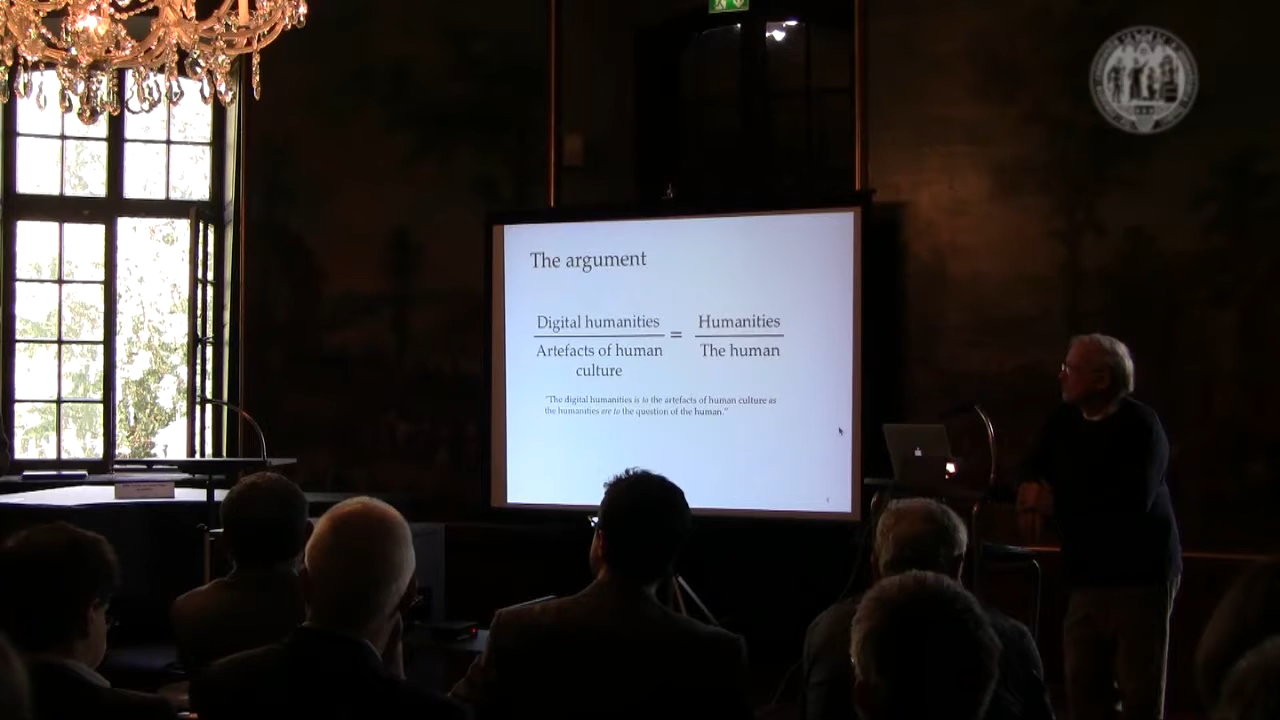 The argument
Digital humanities
Artefacts of human
culture
=
Humanities
The human
"The digital humanities is to the artefacts of human culture as
the humanities are to the question of the human."